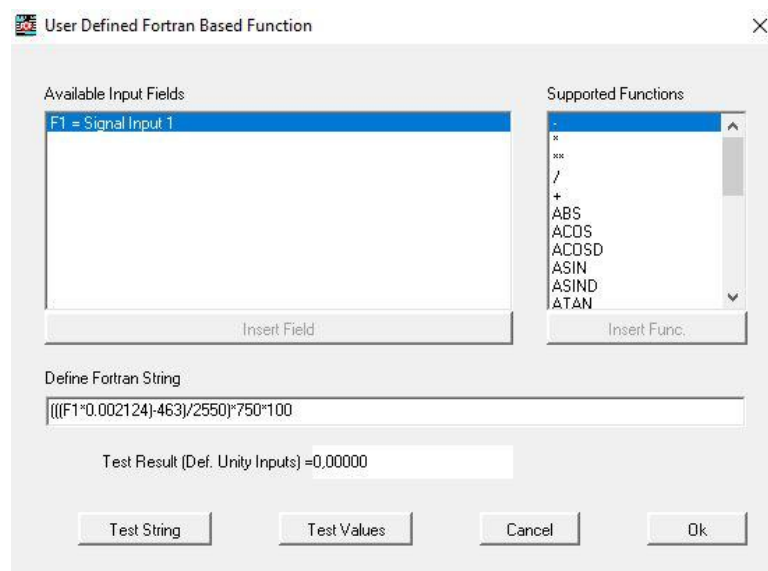 User Defined Fortran Based Function
Available Input Fields
Supported Functions
F1 = Signal Input 1
-
*
**
/
+
ABS
ACOS
ACOSD
ASIN
ASIND
ATAN
Insert Field
Insert Func.
Define Fortran String
(((F1*0.002124)-463)/2550)*750*100
Test Result (Def. Unity Inputs) =0,00000
Test String
Test Values
Cancel
Ok